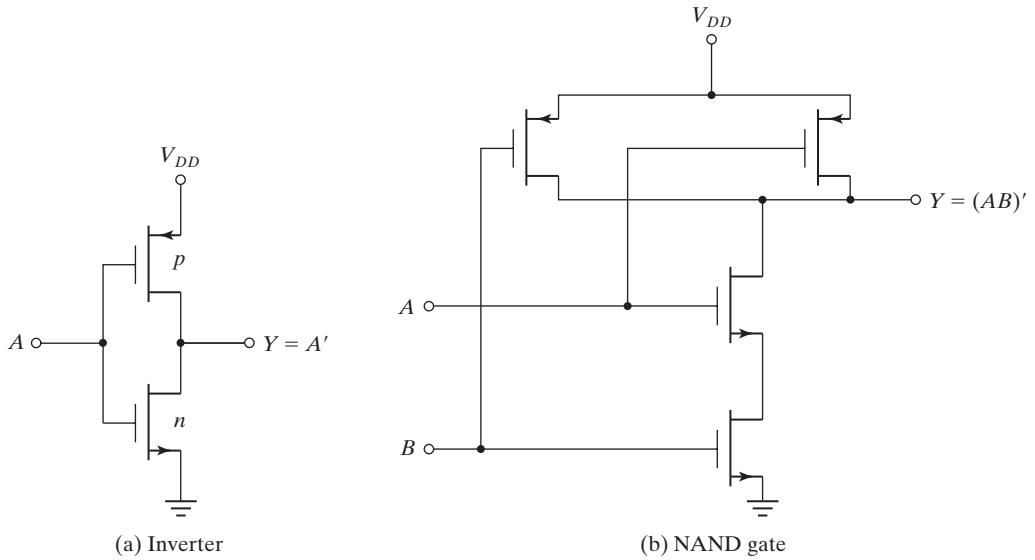 V_DD
p
A
Y = A′
n
(a) Inverter
V_DD
Y = (AB)′
A
B
(b) NAND gate